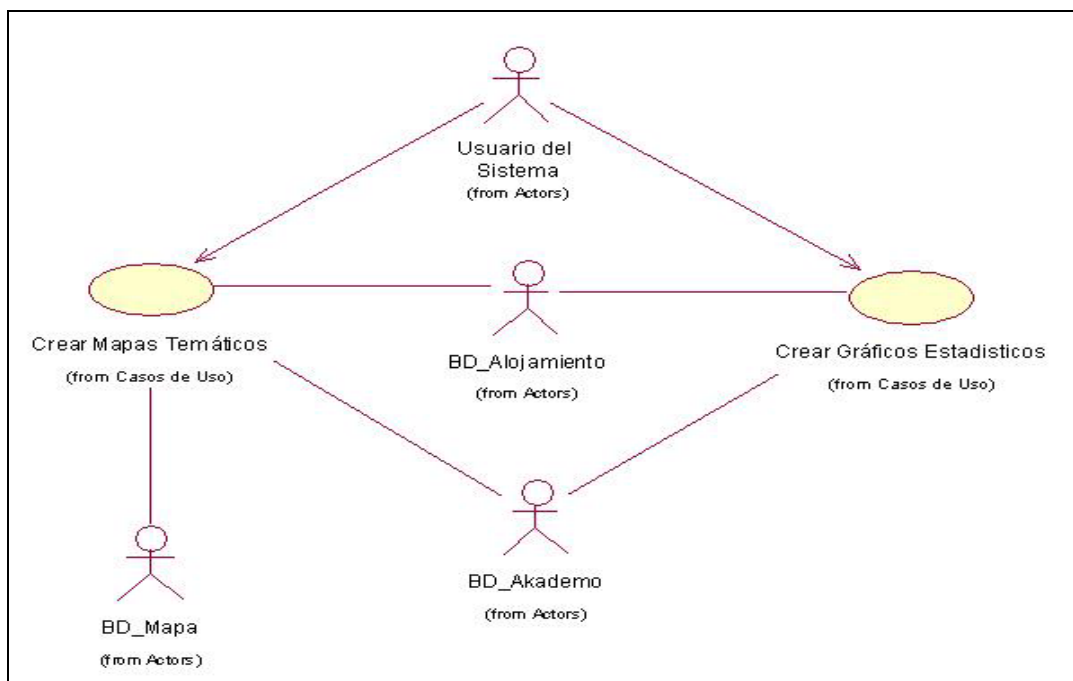 Usuario del
Sistema
(from Actors)
Crear Mapas Temáticos
(from Casos de Uso)
BD_Alojamiento
(from Actors)
Crear Gráficos Estadisticos
(from Casos de Uso)
BD_Akademo
(from Actors)
BD_Mapa
(from Actors)